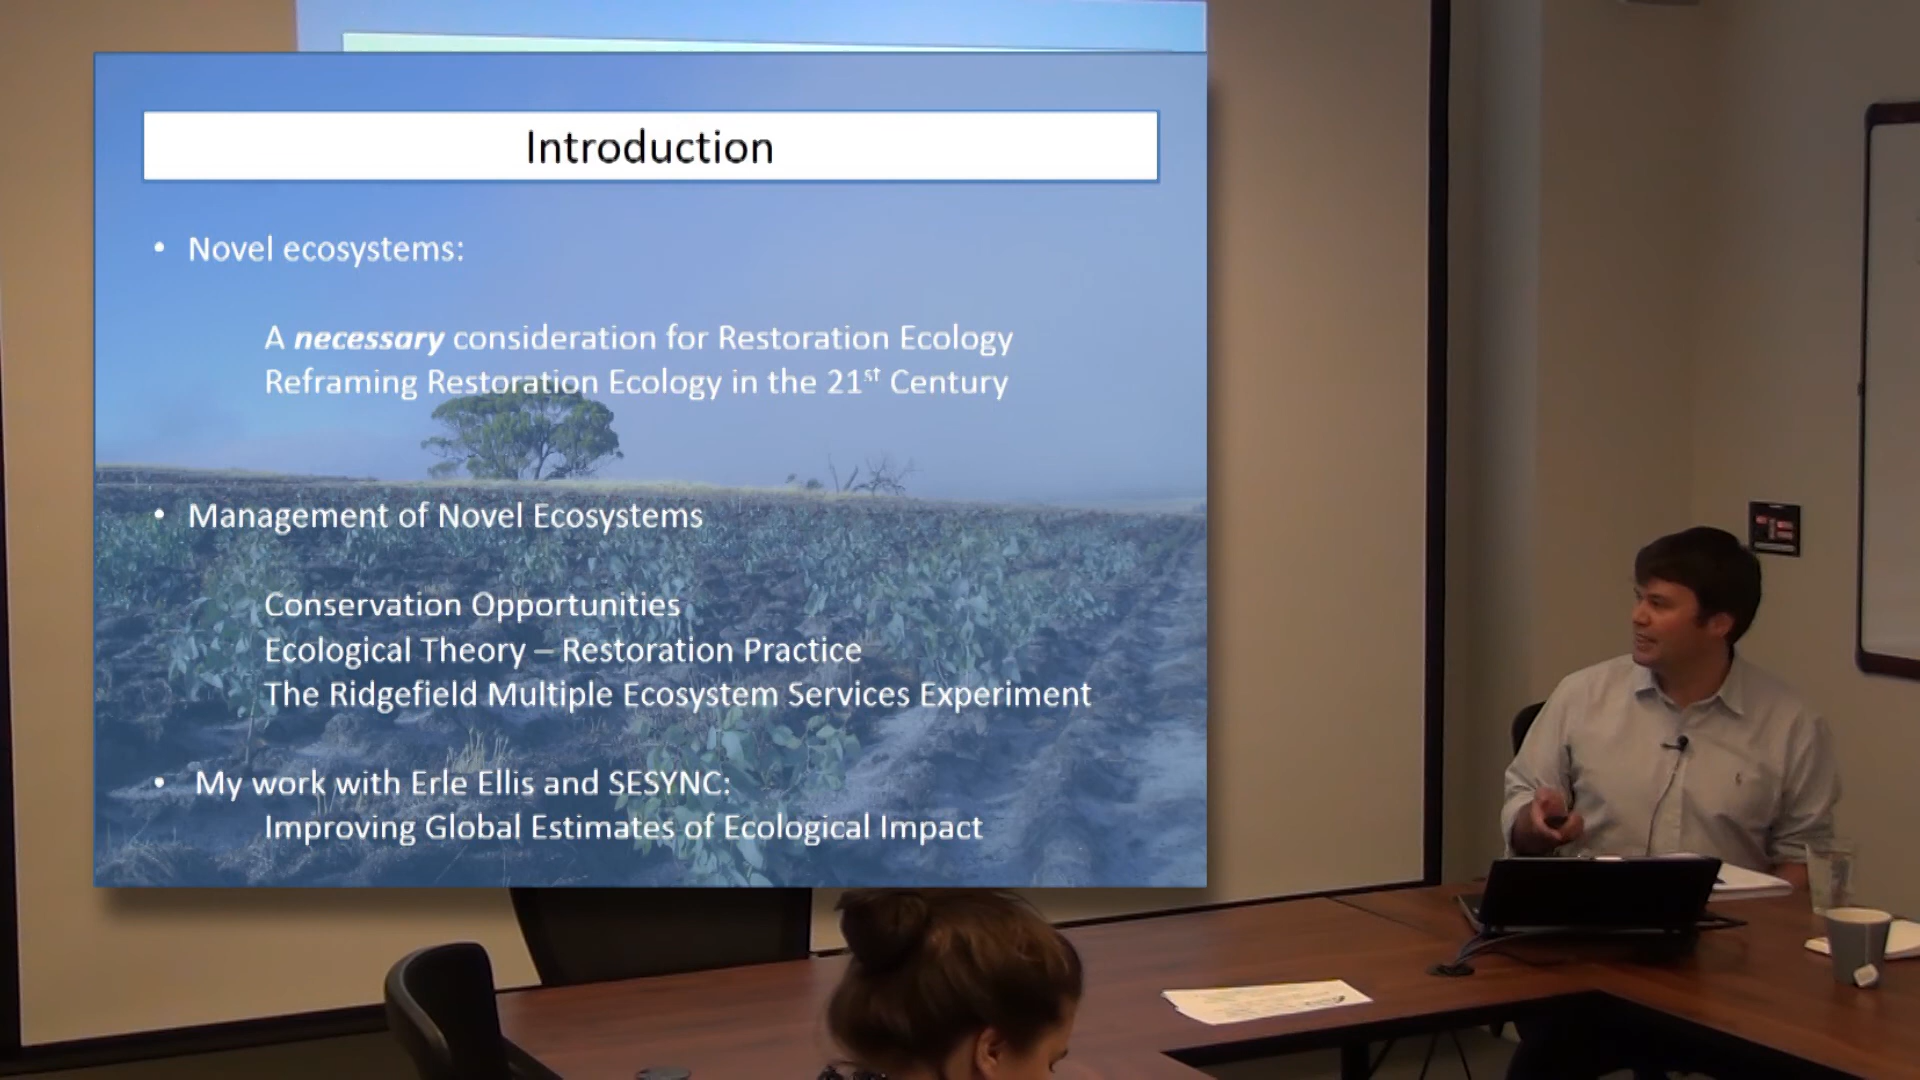 Introduction
• Novel ecosystems:
A necessary consideration for Restoration Ecology
Reframing Restoration Ecology in the 21st Century
• Management of Novel Ecosystems
Conservation Opportunities
Ecological Theory – Restoration Practice
The Ridgefield Multiple Ecosystem Services Experiment
• My work with Erle Ellis and SESYNC:
Improving Global Estimates of Ecological Impact